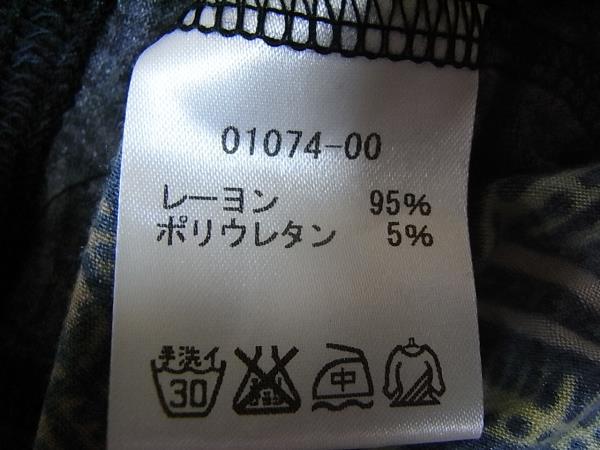 01074-00
レーヨン 95%
ポリウレタン 5%
手洗イ
30 中